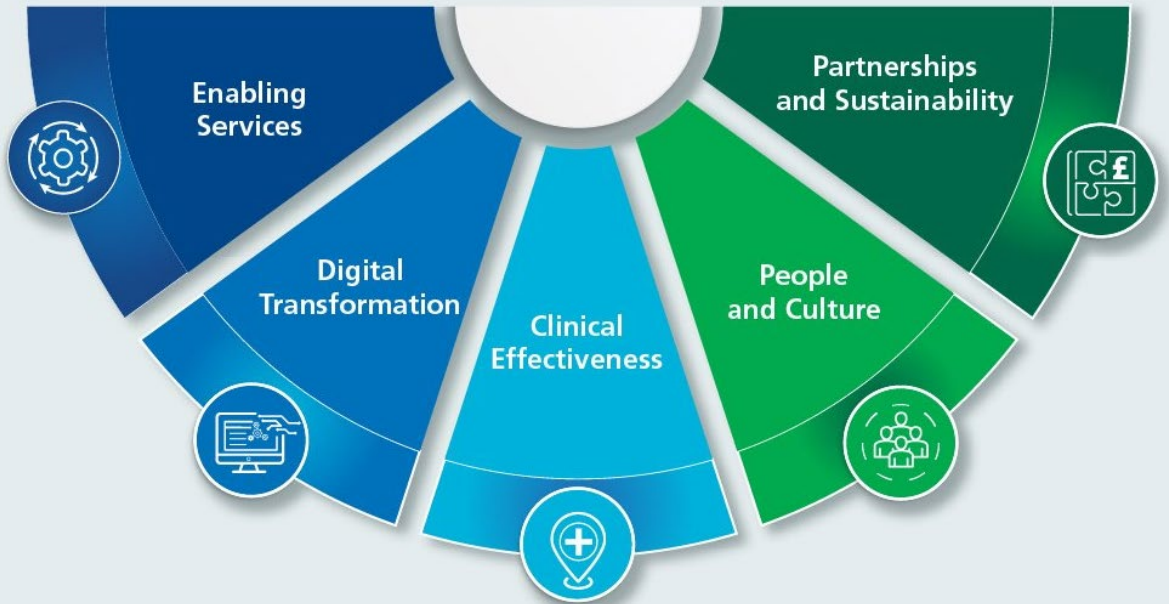 Enabling
Services
Digital
Transformation
Clinical
Effectiveness
People
and Culture
Partnerships
and Sustainability
£